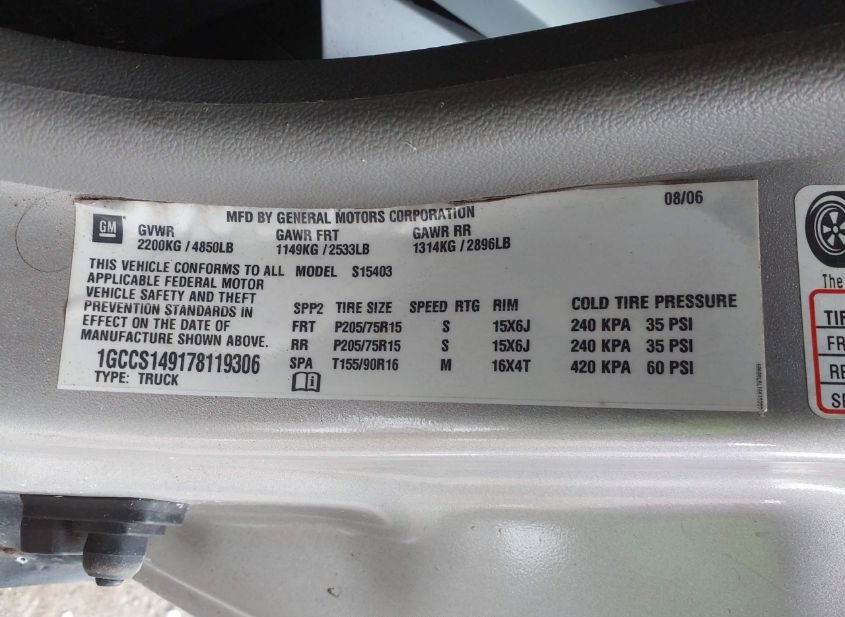 MFD BY GENERAL MOTORS CORPORATION 08/06
GM
GVWR GAWR FRT GAWR RR
2200KG / 4850LB 1149KG / 2533LB 1314KG / 2896LB
THIS VEHICLE CONFORMS TO ALL
APPLICABLE FEDERAL MOTOR
VEHICLE SAFETY AND THEFT
PREVENTION STANDARDS IN
EFFECT ON THE DATE OF
MANUFACTURE SHOWN ABOVE.
1GCCS149178119306
TYPE: TRUCK
MODEL S15403
SPP2 TIRE SIZE SPEED RTG RIM COLD TIRE PRESSURE
FRT P205/75R15 S 15X6J 240 KPA 35 PSI
RR P205/75R15 S 15X6J 240 KPA 35 PSI
SPA T155/90R16 M 16X4T 420 KPA 60 PSI
The
TI
FR
RE